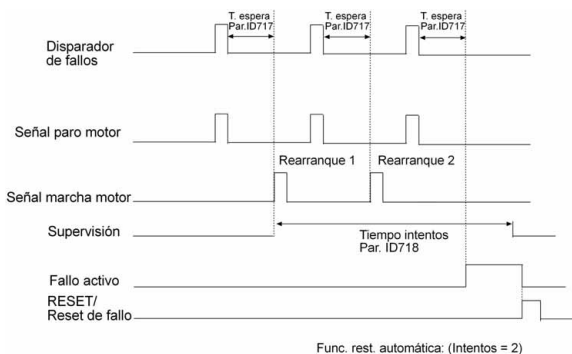 T. espera T. espera T. espera
Par.ID717 Par.ID717 Par.ID717
Disparador
de fallos
Señal paro motor
Rearranque 1 Rearranque 2
Señal marcha motor
Supervisión
Tiempo intentos
Par. ID718
Fallo activo
RESET/
Reset de fallo
Func. rest. automática: (Intentos = 2)